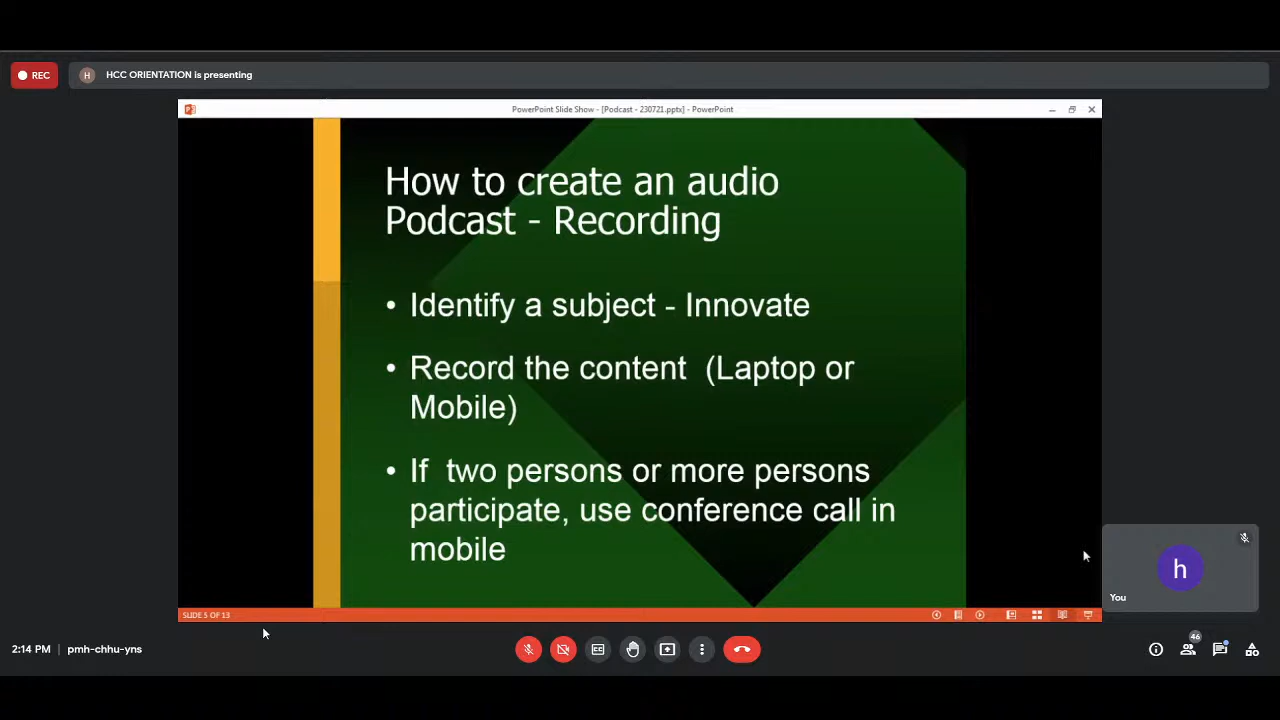 REC
H
HCC ORIENTATION is presenting
PowerPoint Slide Show - [Podcast - 230721.pptx] - PowerPoint
How to create an audio
Podcast - Recording
• Identify a subject - Innovate
• Record the content (Laptop or
Mobile)
• If two persons or more persons
participate, use conference call in
mobile
h
You
SLIDE 5 OF 13
2:14 PM | pmh-chhu-yns
CC
46